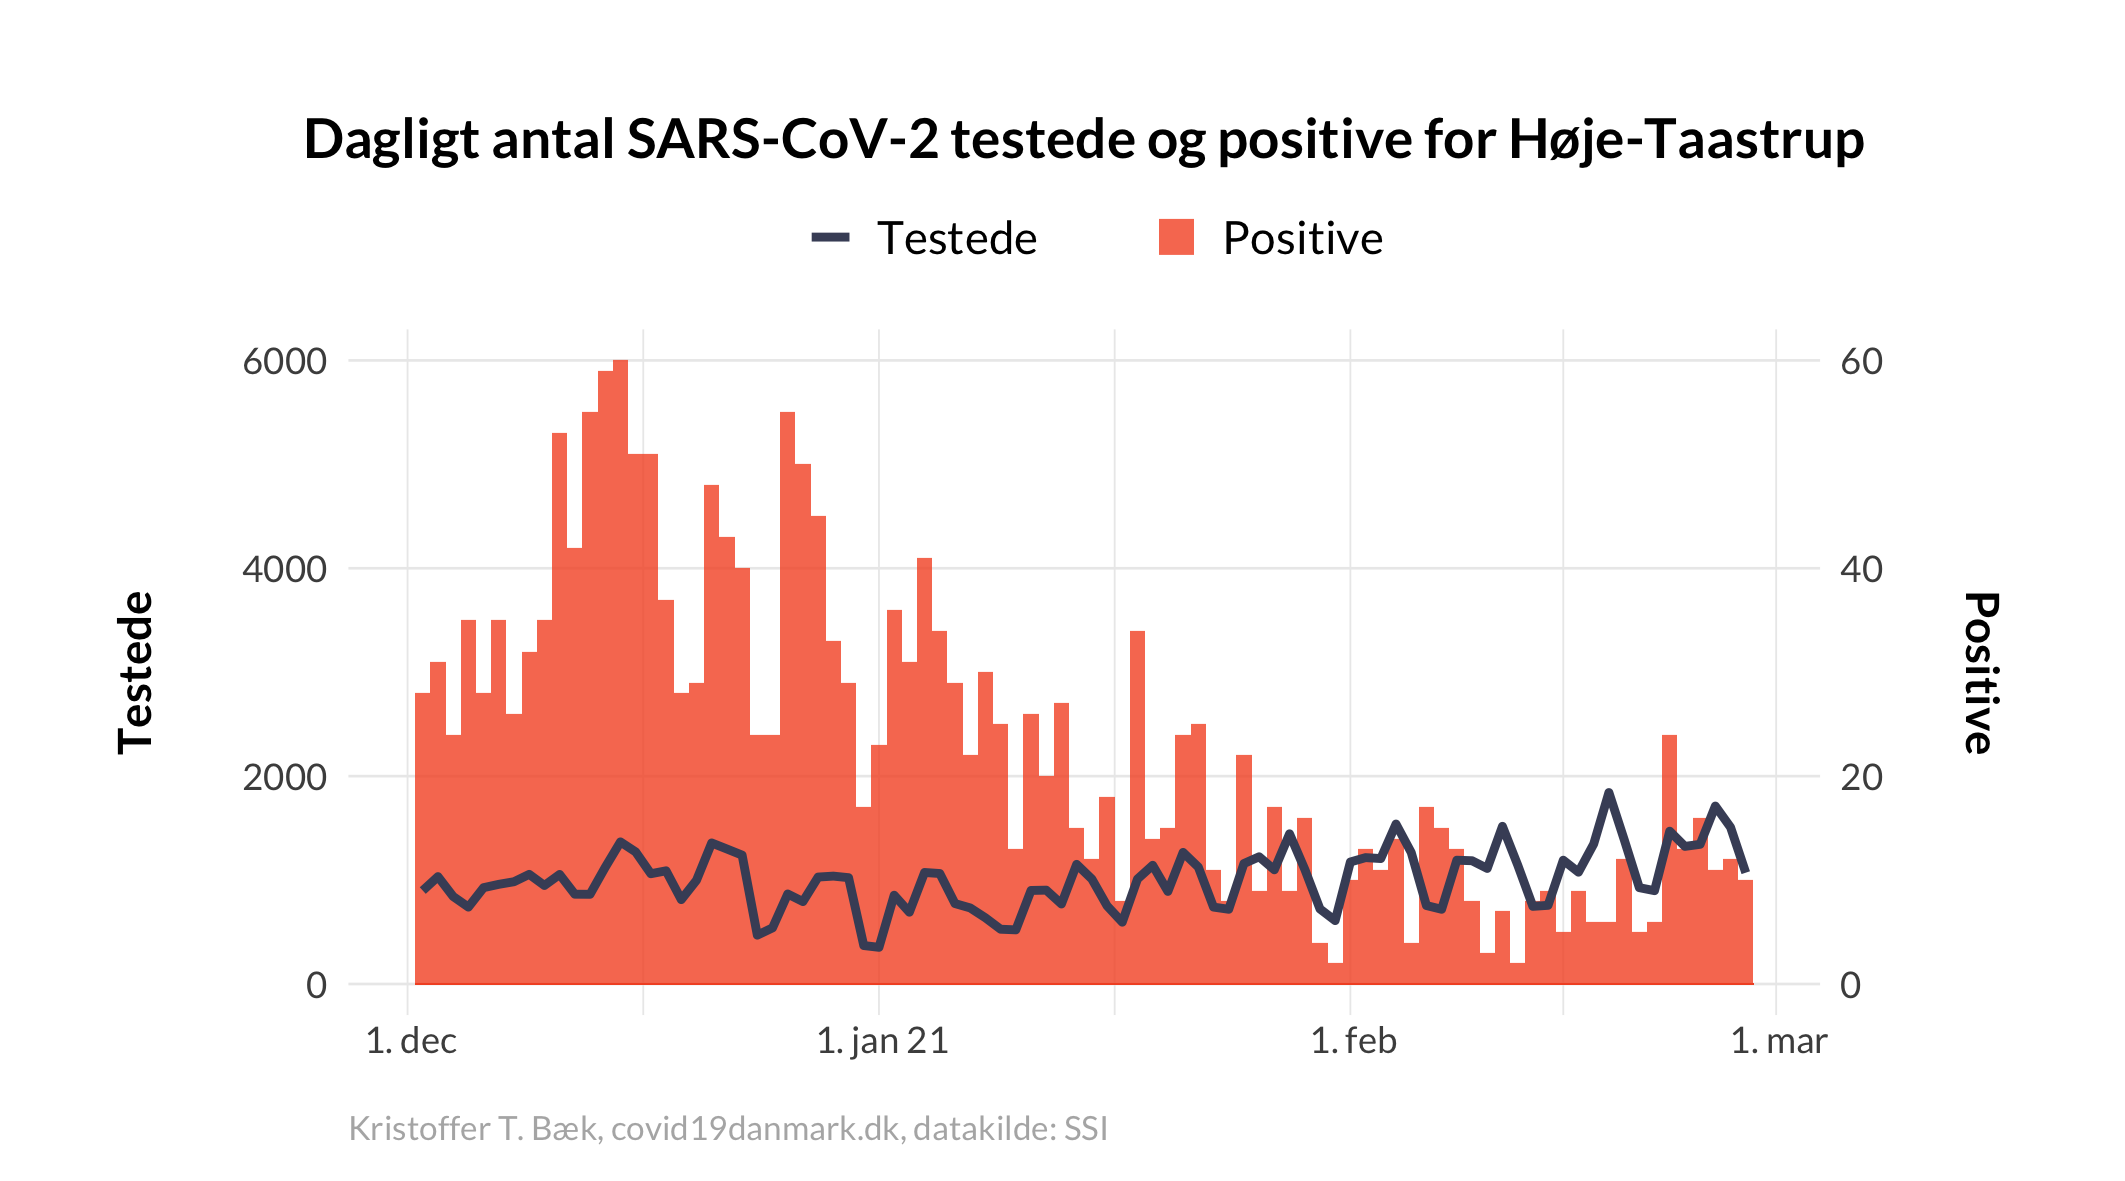 Dagligt antal SARS-CoV-2 testede og positive for Høje-Taastrup
Testede
Positive
6000
4000
2000
0
Testede
60
40
20
0
Positive
1. dec
1. jan 21
1. feb
1. mar
Kristoffer T. Bæk, covid19danmark.dk, datakilde: SSI